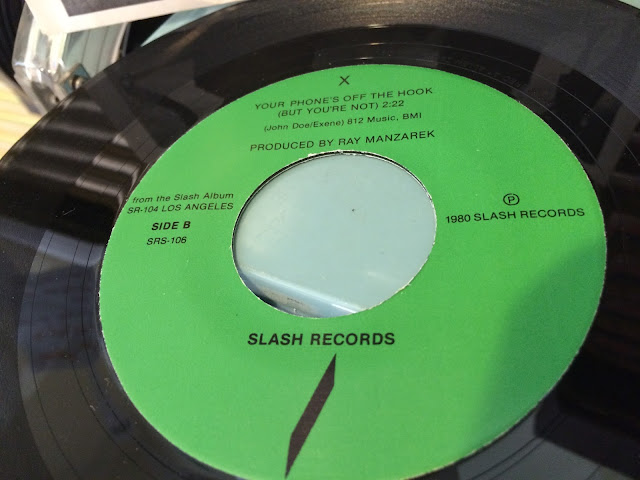 X
YOUR PHONE'S OFF THE HOOK
(BUT YOU'RE NOT) 2:22
(John Doe/Exene) 812 Music, BMI
PRODUCED BY RAY MANZAREK
from the Slash Album
SR-104 LOS ANGELES
SIDE B
SRS-106
Ⓟ
1980 SLASH RECORDS
SLASH RECORDS